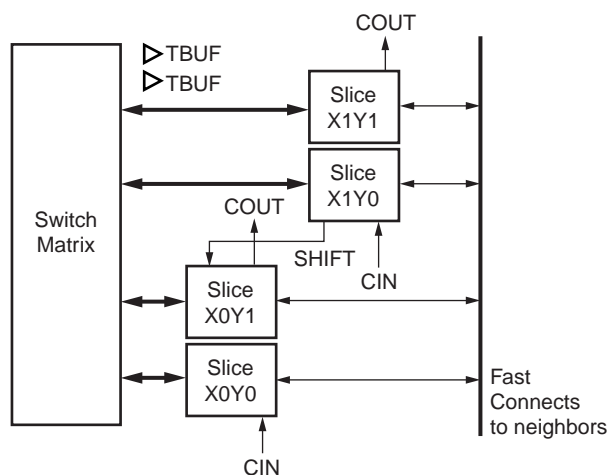 COUT
TBUF
TBUF
Slice
X1Y1
Slice
X1Y0
Switch
Matrix
COUT
SHIFT
CIN
Slice
X0Y1
Slice
X0Y0
Fast
Connects
to neighbors
CIN